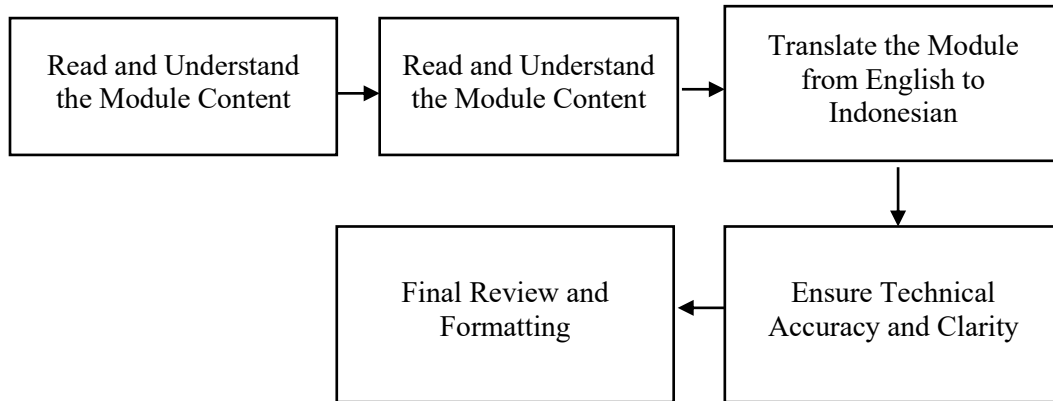 Read and Understand
the Module Content
Read and Understand
the Module Content
Translate the Module
from English to
Indonesian
Ensure Technical
Accuracy and Clarity
Final Review and
Formatting